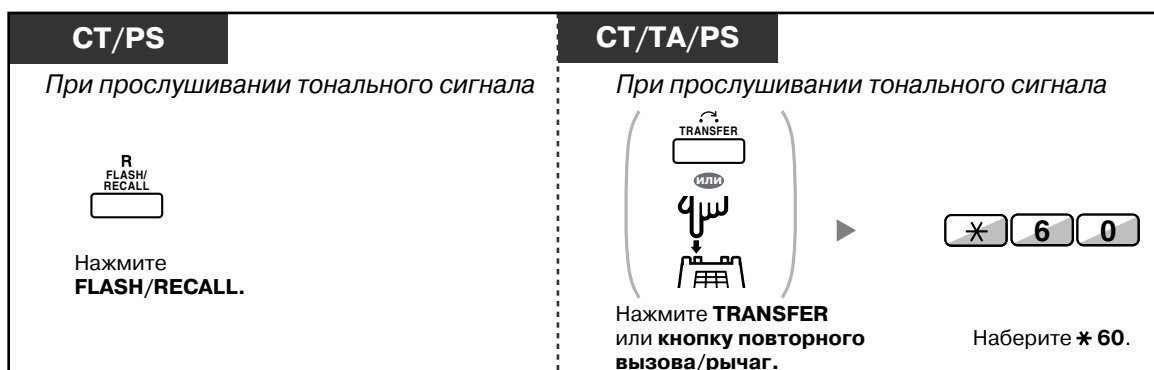 CT/PS
При прослушивании тонального сигнала
R
FLASH/
RECALL
Нажмите
FLASH/RECALL.
CT/TA/PS
При прослушивании тонального сигнала
TRANSFER
или
Нажмите TRANSFER
или кнопку повторного
вызова/рычаг.
* 6 0
Наберите * 60.